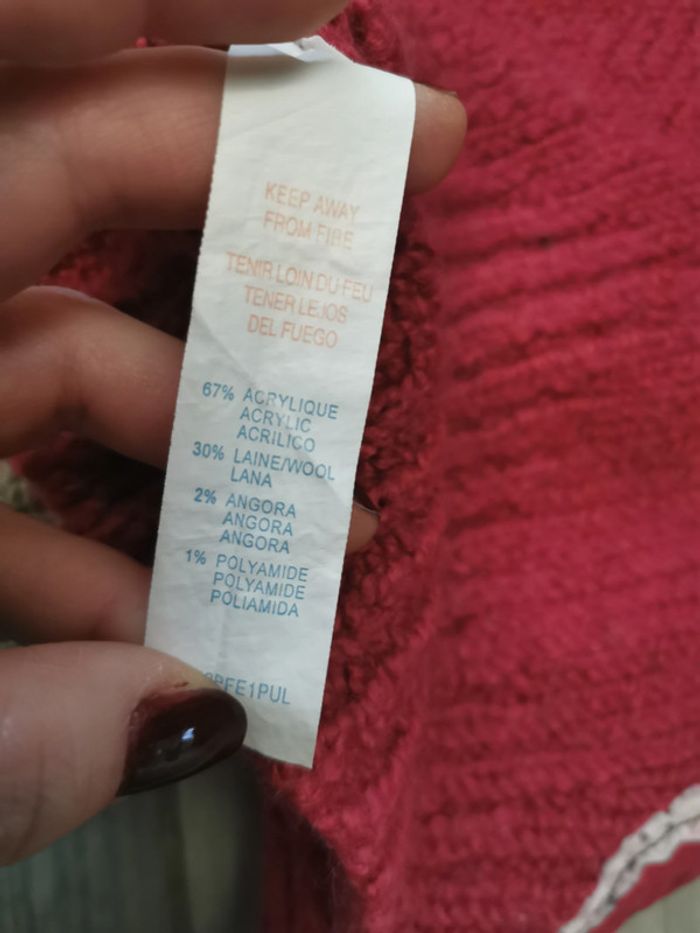 KEEP AWAY
FROM FIRE
TENIR LOIN DU FEU
TENER LEJOS
DEL FUEGO
67% ACRYLIQUE
ACRYLIC
ACRILICO
30% LAINE/WOOL
LANA
2% ANGORA
ANGORA
ANGORA
1% POLYAMIDE
POLYAMIDE
POLIAMIDA